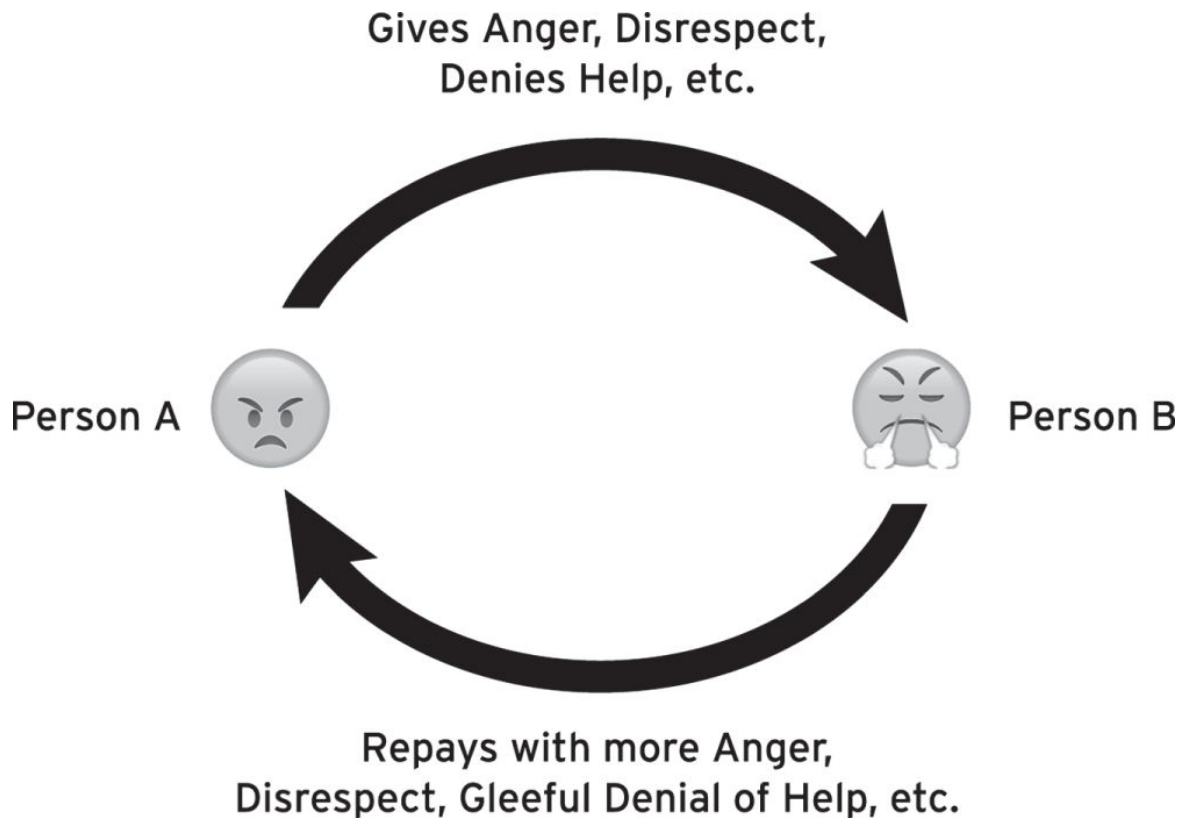 Gives Anger, Disrespect,
Denies Help, etc.
Person A
Person B
Repays with more Anger,
Disrespect, Gleeful Denial of Help, etc.